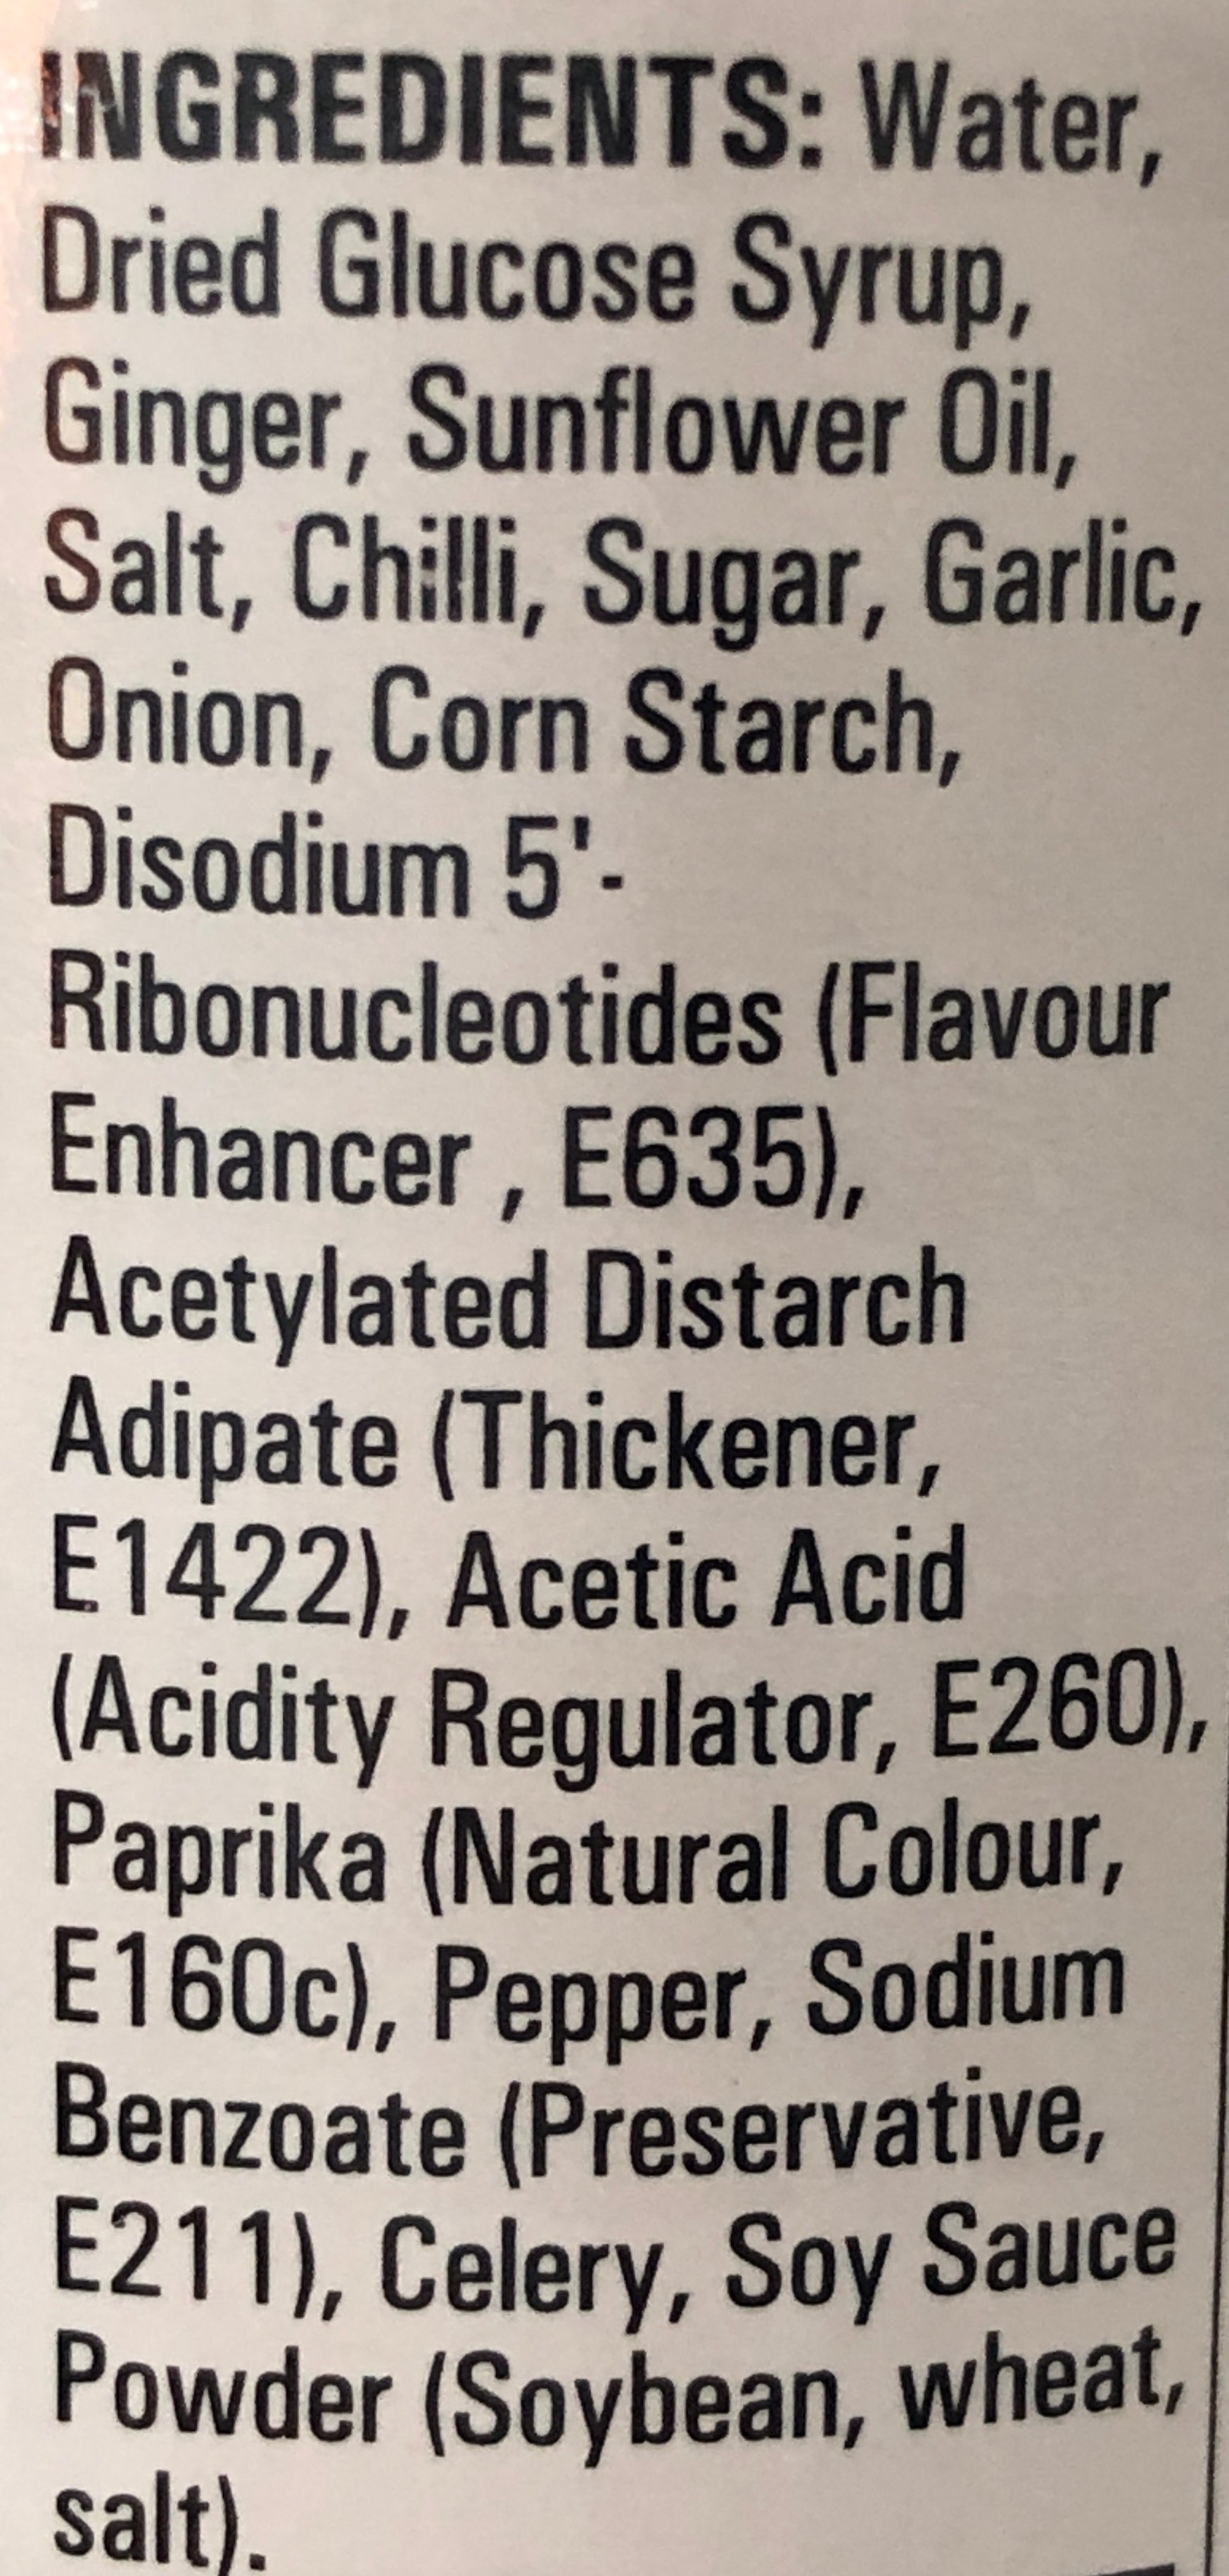 INGREDIENTS: Water,
Dried Glucose Syrup,
Ginger, Sunflower Oil,
Salt, Chilli, Sugar, Garlic,
Onion, Corn Starch,
Disodium 5'-
Ribonucleotides (Flavour
Enhancer , E635),
Acetylated Distarch
Adipate (Thickener,
E1422), Acetic Acid
(Acidity Regulator, E260),
Paprika (Natural Colour,
E160c), Pepper, Sodium
Benzoate (Preservative,
E211), Celery, Soy Sauce
Powder (Soybean, wheat,
salt).